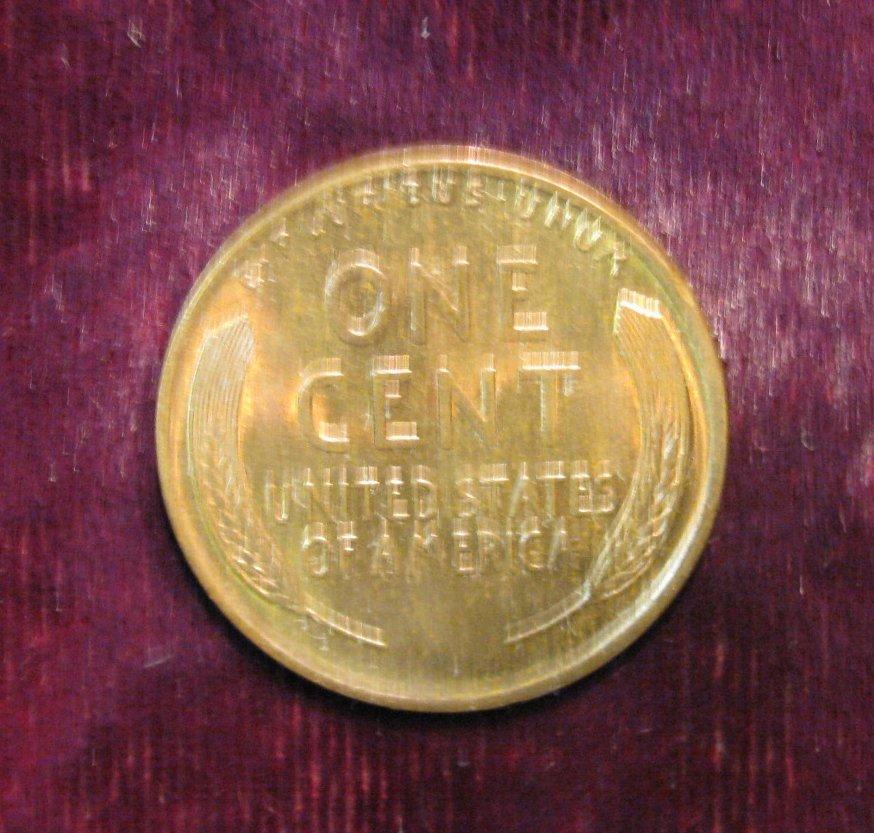 ONE
CENT
UNITED STATES
OF AMERICA